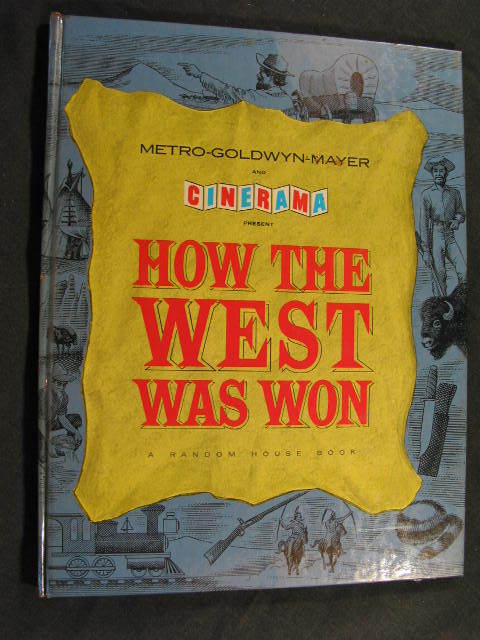 METRO-GOLDWYN-MAYER
AND
CINERAMA
PRESENT
HOW THE
WEST
WAS WON
A RANDOM HOUSE BOOK